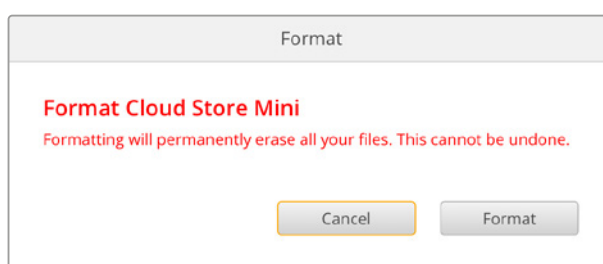 Format
Format Cloud Store Mini
Formatting will permanently erase all your files. This cannot be undone.
Cancel Format